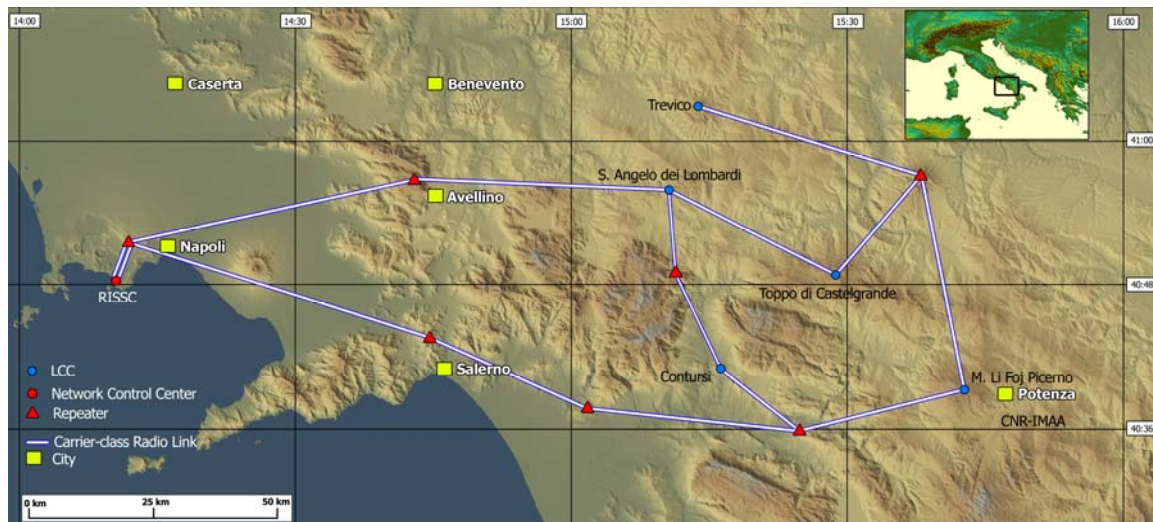 14:00
14:30
15:00
15:30
16:00
Caserta
Benevento
Trevico
41:00
S. Angelo dei Lombardi
Avellino
Napoli
RISSC
40:48
Toppo di Castelgrande
LCC
Salerno
Contursi
M. Li Foj Picerno
Network Control Center
Potenza
Repeater
CNR-IMAA
40:36
Carrier-class Radio Link
City
0 km
25 km
50 km